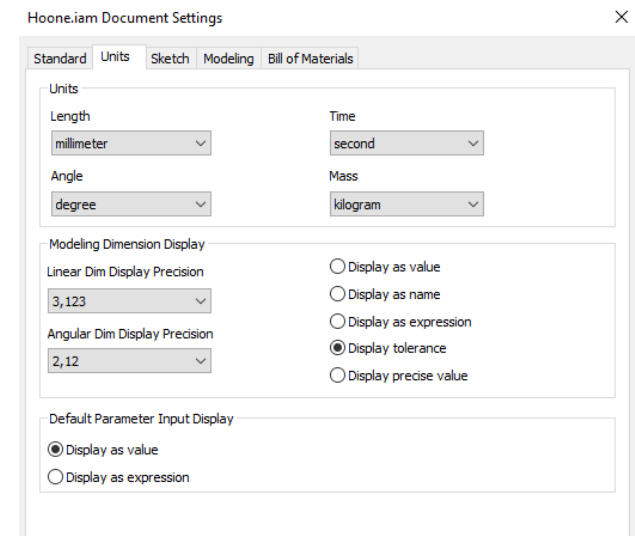 Hoone.iam Document Settings
Standard Units Sketch Modeling Bill of Materials
Units
Length Time
millimeter second
Angle Mass
degree kilogram
Modeling Dimension Display
Linear Dim Display Precision
3,123
Angular Dim Display Precision
2,12
Display as value
Display as name
Display as expression
Display tolerance
Display precise value
Default Parameter Input Display
Display as value
Display as expression